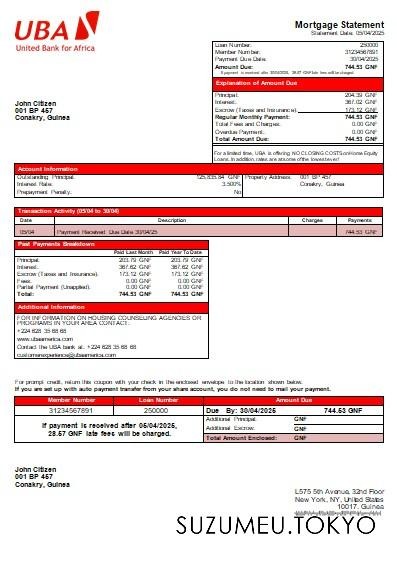 UBA
United Bank for Africa
Mortgage Statement
Statement Date: 05/04/2025
Loan Number: 250000
Member Number: 31234567891
Payment Due Date: 30/04/2025
Amount Due: 744.53 GNF
If payment is received after 30/04/2025, 28.57 GNF late fees will be charged.
Explanation of Amount Due
Principal: 204.39 GNF
Interest: 367.02 GNF
Escrow (Taxes and Insurance): 173.12 GNF
Regular Monthly Payment: 744.53 GNF
Total Fees and Charges: 0.00 GNF
Overdue Payment: 0.00 GNF
Total Amount Due: 744.53 GNF
For a limited time, UBA is offering NO CLOSING COSTS on Home Equity
Loans. In addition, rates are at some of the lowest ever!
John Citizen
001 BP 457
Conakry, Guinea
Account Information
Outstanding Principal: 125,835.84 GNF Property Address: 001 BP 457
Interest Rate: 3.500% Conakry, Guinea
Prepayment Penalty: No
Transaction Activity (05/04 to 30/04)
Date Description Charges Payments
05/04 Payment Received Due Date 30/04/25 744.53 GNF
Past Payments Breakdown
Paid Last Month Paid Year To Date
Principal: 203.79 GNF 203.79 GNF
Interest: 367.62 GNF 367.62 GNF
Escrow (Taxes and Insurance): 173.12 GNF 173.12 GNF
Fees: 0.00 GNF 0.00 GNF
Partial Payment (Unapplied): 0.00 GNF 0.00 GNF
Total: 744.53 GNF 744.53 GNF
Additional Information
FOR INFORMATION ON HOUSING COUNSELING AGENCIES OR
PROGRAMS IN YOUR AREA CONTACT:
+224 628 35 68 68
www.ubaamerica.com
Contact the UBA bank at: +224 628 35 68 68
customerexperience@ubaamerica.com
For prompt credit, return this coupon with your check in the enclosed envelope to the location shown below.
If you are set up with auto payment transfer from your share account, you do not need to mail your payment.
Member Number Loan Number Amount Due
31234567891 250000 Due By: 30/04/2025 744.53 GNF
If payment is received after 05/04/2025,
28.57 GNF late fees will be charged.
Additional Principal: GNF
Additional Escrow: GNF
Total Amount Enclosed: GNF
John Citizen
001 BP 457
Conakry, Guinea
L575 5th Avenue, 32nd Floor
New York, NY, United States
10017, Guinea
SUZUMEU.TOKYO